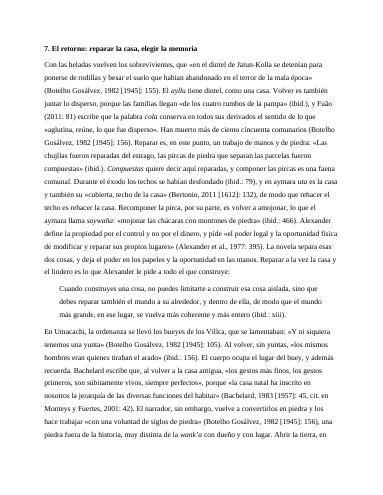 7. El retorno: reparar la casa, elegir la memoria
Con las heladas vuelven los sobrevivientes, que «en el dintel de Jatun-Kolla se detenían para
ponerse de rodillas y besar el suelo que habían abandonado en el terror de la mala época»
(Botelho Gosálvez, 1982 [1945]: 155). El ayllu tiene dintel, como una casa. Volver es también
juntar lo disperso, porque las familias llegan «de los cuatro rumbos de la pampa» (ibid.), y Fuão
(2011: 81) escribe que la palabra cola conserva en todos sus derivados el sentido de lo que
«aglutina, reúne, lo que fue disperso». Han muerto más de ciento cincuenta comunarios (Botelho
Gosálvez, 1982 [1945]: 156). Reparar es, en este punto, un trabajo de manos y de piedra: «Las
chujllas fueron reparadas del estrago, las pircas de piedra que separan las parcelas fueron
compuestas» (ibid.). Compuestas quiere decir aquí reparadas, y componer las pircas es una faena
comunal. Durante el éxodo los techos se habían desfondado (ibid.: 79), y en aymara uta es la casa
y también su «cubierta, techo de la casa» (Bertonio, 2011 [1612]: 132), de modo que rehacer el
techo es rehacer la casa. Recomponer la pirca, por su parte, es volver a amojonar, lo que el
aymara llama saywaña: «mojonar las chácaras con montones de piedra» (ibid.: 466). Alexander
define la propiedad por el control y no por el dinero, y pide «el poder legal y la oportunidad física
de modificar y reparar sus propios lugares» (Alexander et al., 1977: 395). La novela separa esas
dos cosas, y deja el poder en los papeles y la oportunidad en las manos. Reparar a la vez la casa y
el lindero es lo que Alexander le pide a todo el que construye:
Cuando construyes una cosa, no puedes limitarte a construir esa cosa aislada, sino que
debes reparar también el mundo a su alrededor, y dentro de ella, de modo que el mundo
más grande, en ese lugar, se vuelva más coherente y más entero (ibid.: xiii).
En Umacachi, la ordenanza se llevó los bueyes de los Villca, que se lamentaban: «Y ni siquiera
tenemos una yunta» (Botelho Gosálvez, 1982 [1945]: 105). Al volver, sin yuntas, «los mismos
hombres eran quienes tiraban el arado» (ibid.: 156). El cuerpo ocupa el lugar del buey, y además
recuerda. Bachelard escribe que, al volver a la casa antigua, «los gestos más finos, los gestos
primeros, son súbitamente vivos, siempre perfectos», porque «la casa natal ha inscrito en
nosotros la jerarquía de las diversas funciones del habitar» (Bachelard, 1983 [1957]: 45, cit. en
Monteys y Fuertes, 2001: 42). El narrador, sin embargo, vuelve a convertirlos en piedra y los
hace trabajar «con una voluntad de siglos de piedra» (Botelho Gosálvez, 1982 [1945]: 156), una
piedra fuera de la historia, muy distinta de la wank'a con dueño y con lugar. Abrir la tierra, en